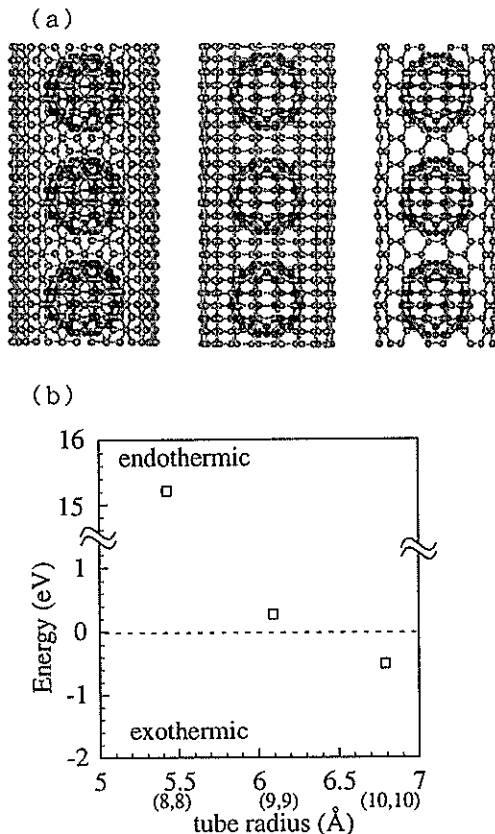 (a)
(b)
16
endothermic
15
1
0
-1
exothermic
-2
Energy (eV)
5 5.5 6 6.5 7
(8,8) (9,9) (10,10)
tube radius (Å)